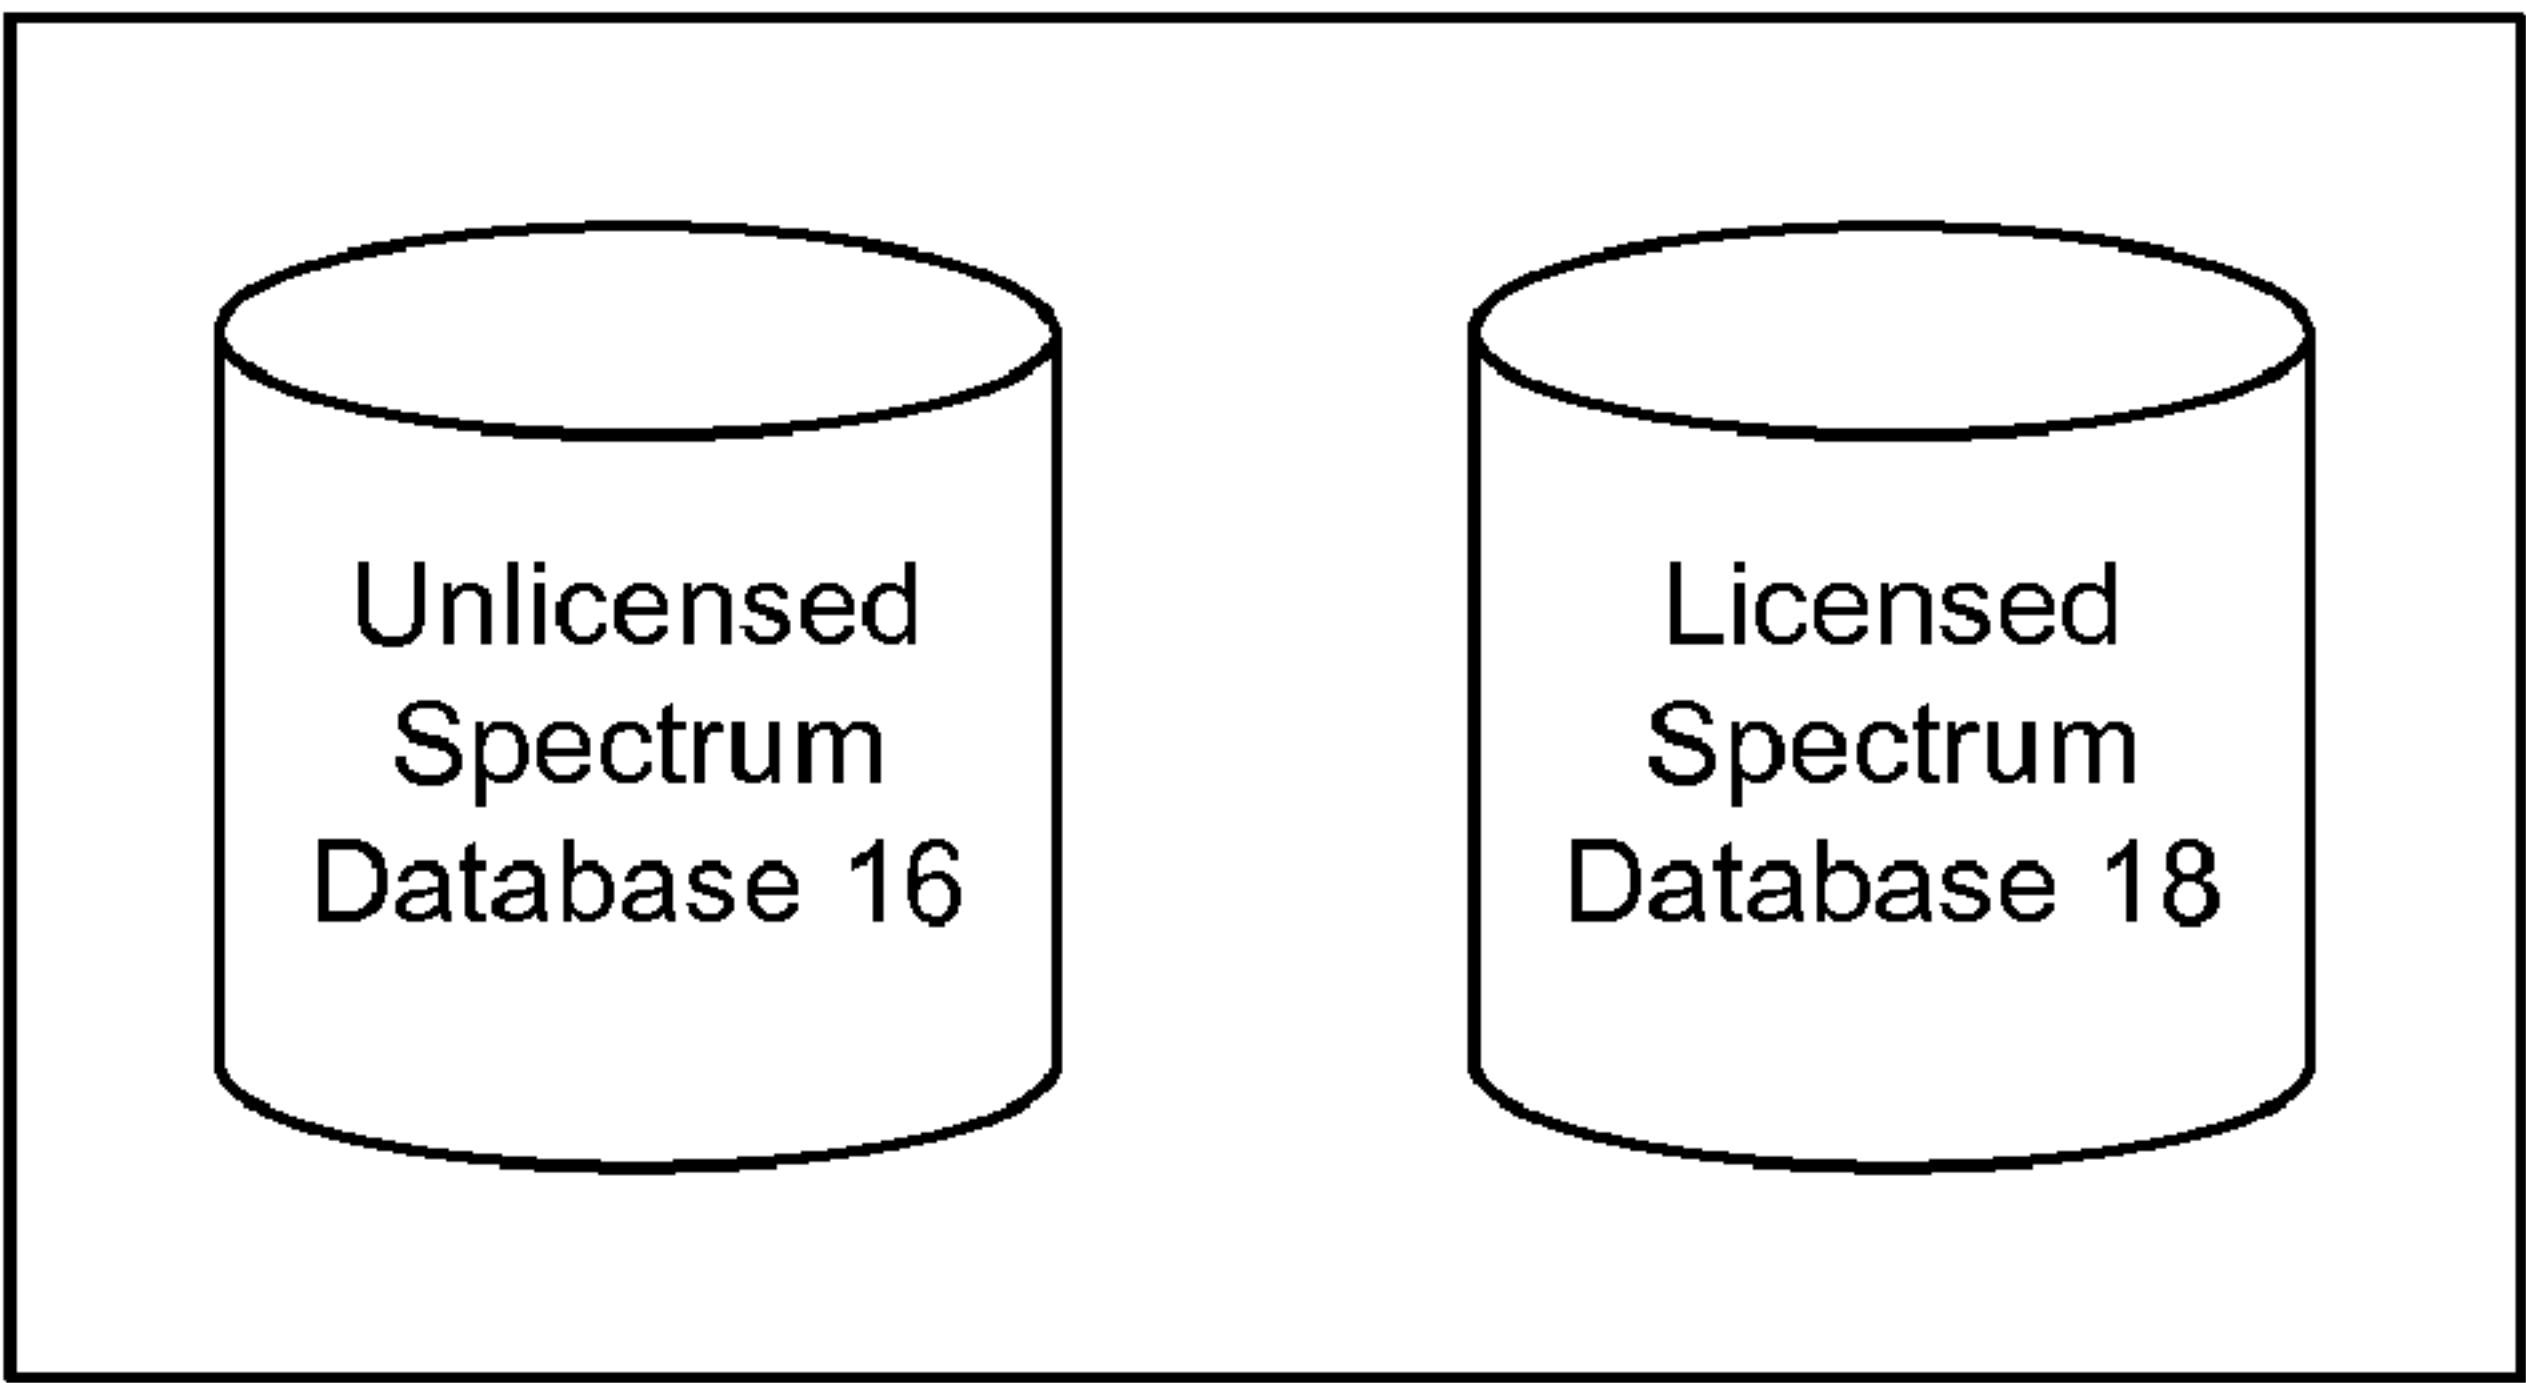 Unlicensed
Spectrum
Database 16
Licensed
Spectrum
Database 18